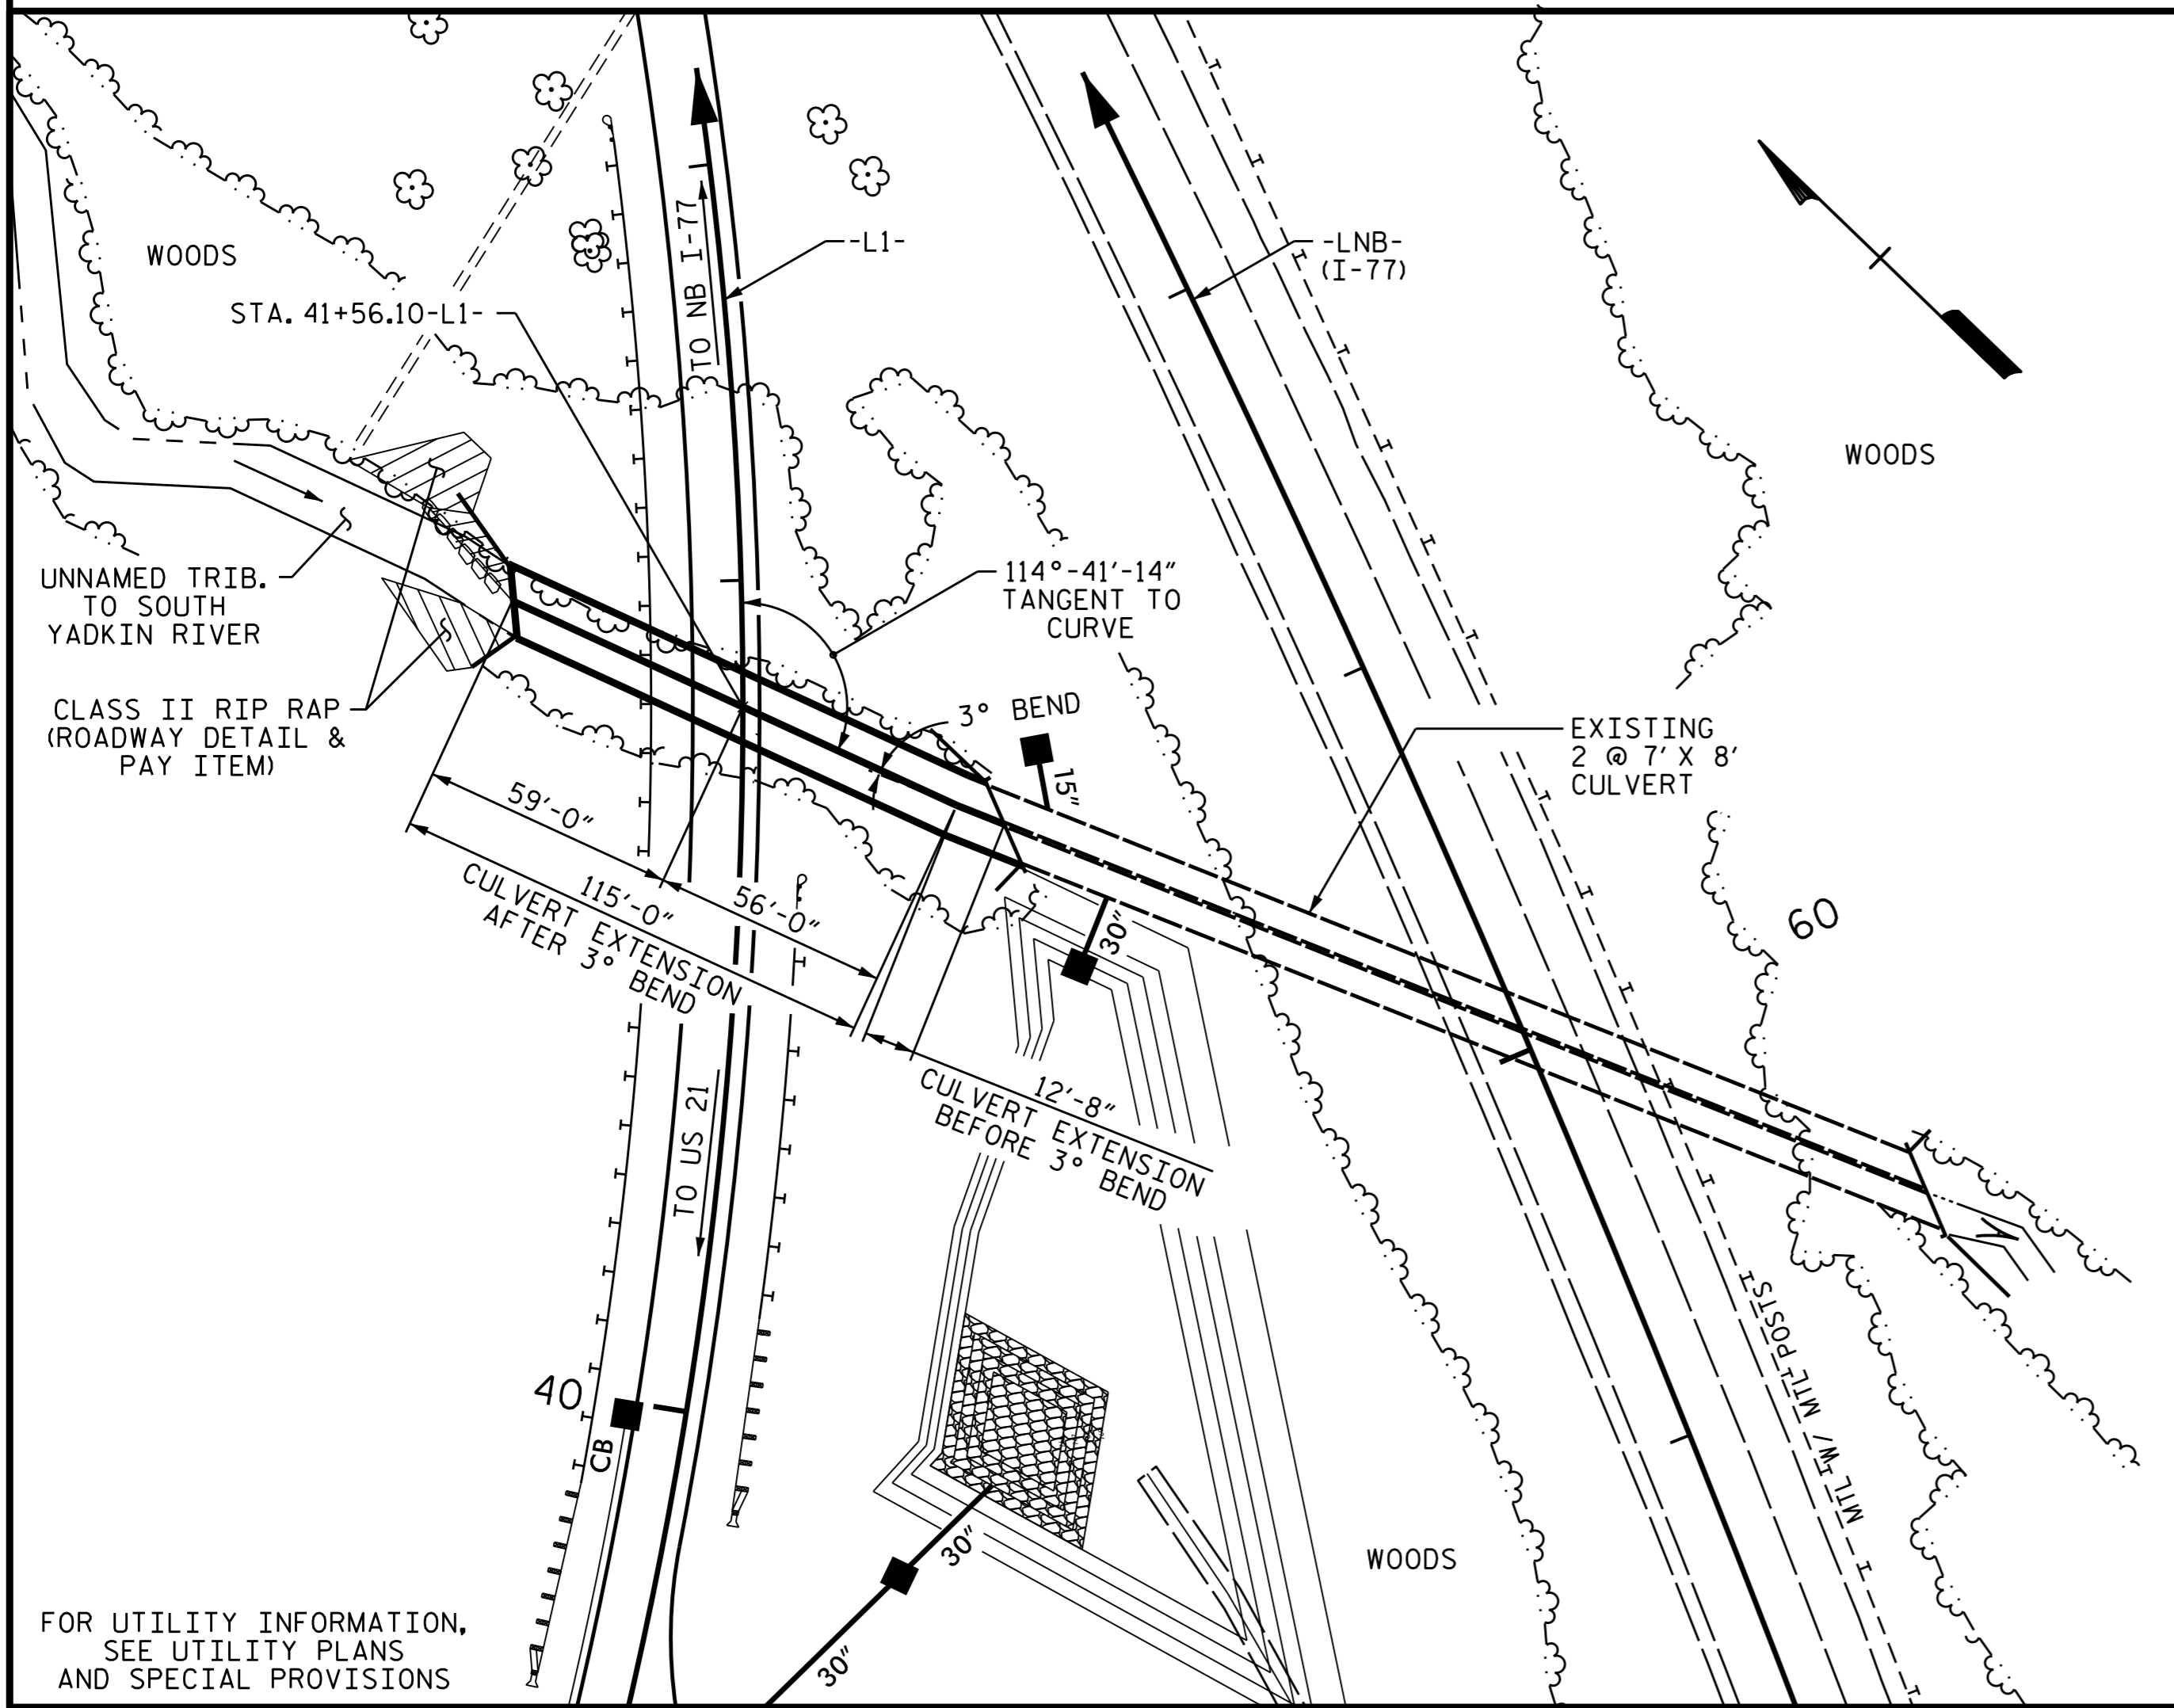 WOODS
STA. 41+56.10-L1-
TO NB I-77
-L1-
-LNB-
(I-77)
WOODS
114°-41'-14"
TANGENT TO
CURVE
UNNAMED TRIB.
TO SOUTH
YADKIN RIVER
CLASS II RIP RAP
(ROADWAY DETAIL &
PAY ITEM)
3° BEND
15"
EXISTING
2 @ 7' X 8'
CULVERT
59'-0"
56'-0"
115'-0"
CULVERT EXTENSION
AFTER 3° BEND
30"
60
12'-8"
CULVERT EXTENSION
BEFORE 3° BEND
TO US 21
40
CB
MTL W/ MTL POSTS
30"
30"
WOODS
FOR UTILITY INFORMATION,
SEE UTILITY PLANS
AND SPECIAL PROVISIONS